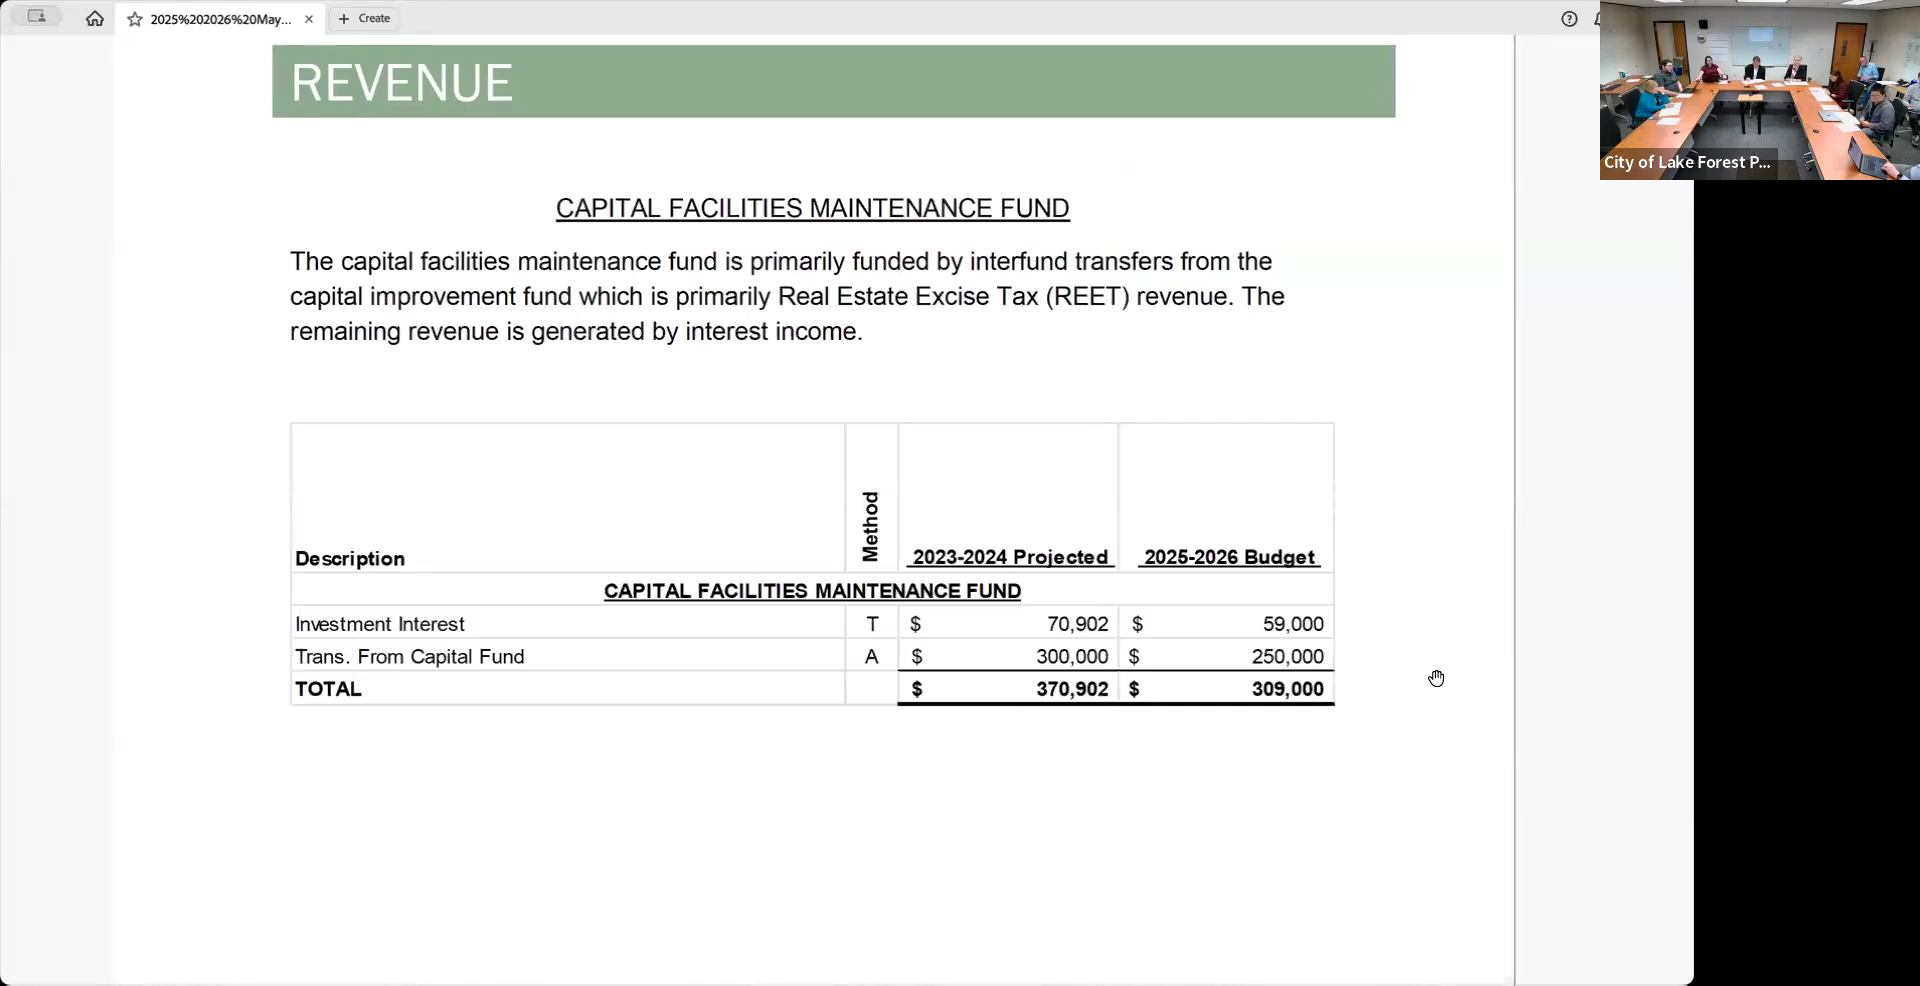 2025%202026%20May...
Create
REVENUE
City of Lake Forest P...
CAPITAL FACILITIES MAINTENANCE FUND
The capital facilities maintenance fund is primarily funded by interfund transfers from the
capital improvement fund which is primarily Real Estate Excise Tax (REET) revenue. The
remaining revenue is generated by interest income.
Description Method 2023-2024 Projected 2025-2026 Budget
CAPITAL FACILITIES MAINTENANCE FUND
Investment Interest T $ 70,902 $ 59,000
Trans. From Capital Fund A $ 300,000 $ 250,000
TOTAL $ 370,902 $ 309,000